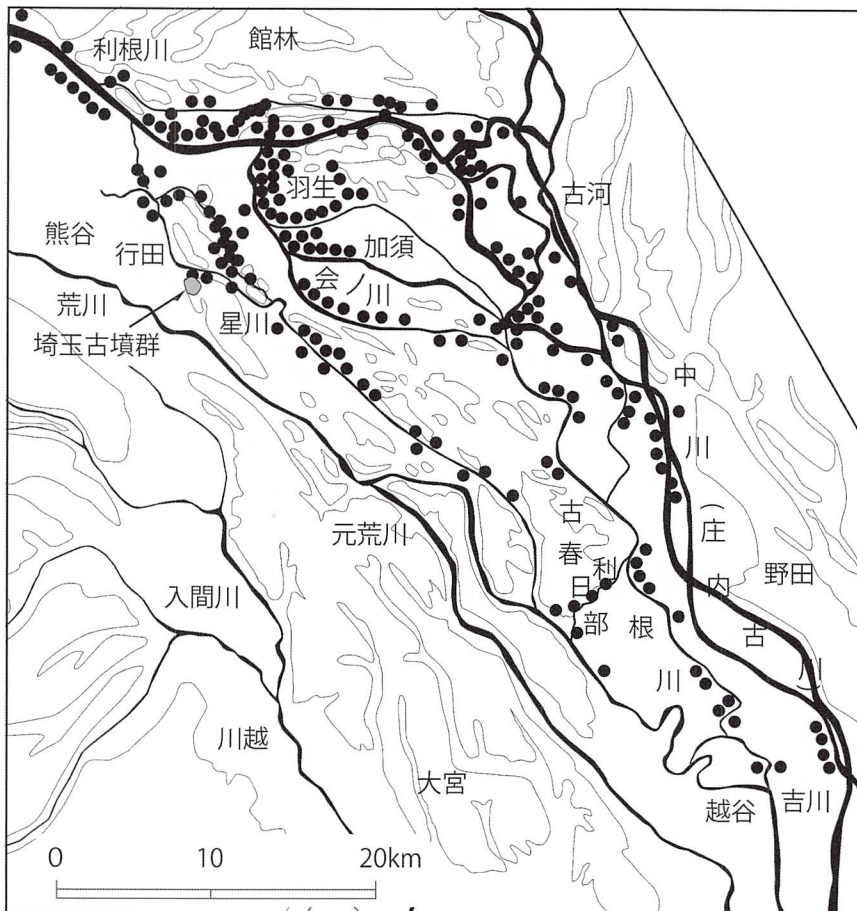 利根川
館林
羽生
古河
加須
熊谷
行田
会ノ川
荒川
星川
埼玉古墳群
中川(庄内古川)
元荒川
古利根川
春日部
野田
入間川
川越
大宮
越谷
吉川
0 10 20km